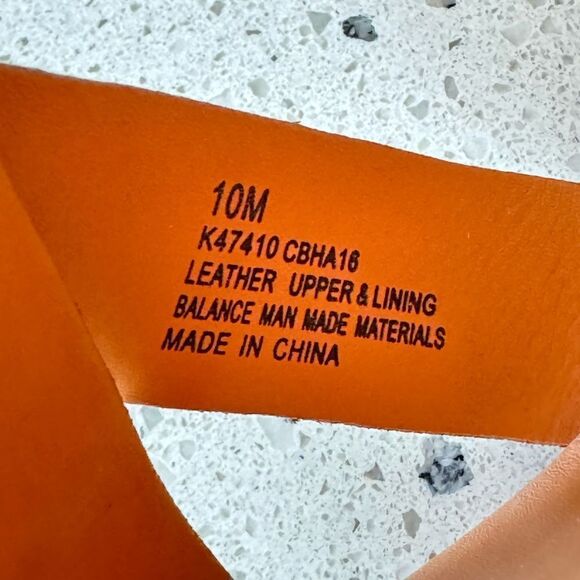 10M
K47410 CBHA16
LEATHER UPPER & LINING
BALANCE MAN MADE MATERIALS
MADE IN CHINA